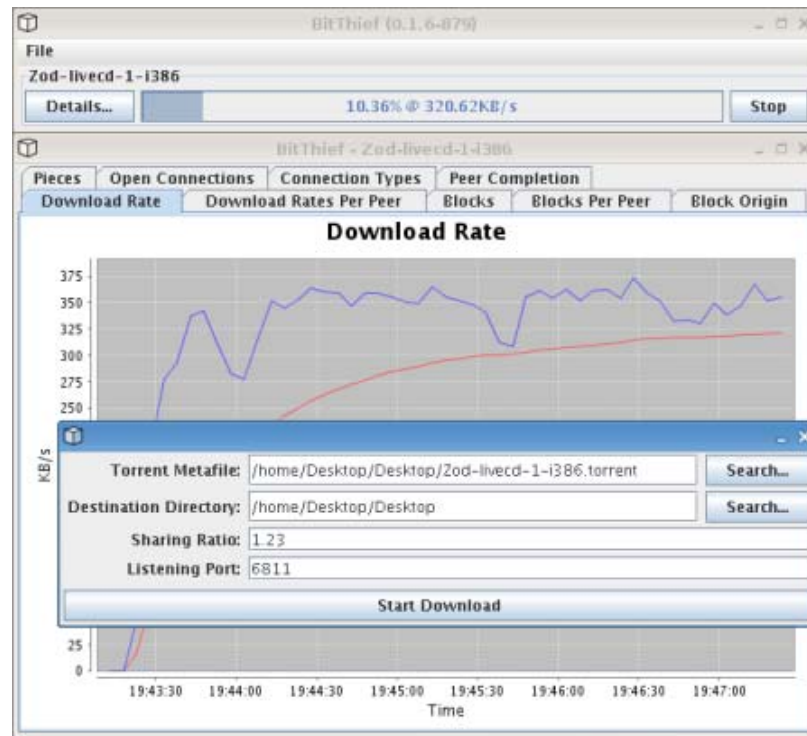 BitThief (0.1.6-879)
File
Zod-livecd-1-i386
Details... 10.36% @ 320.62KB/s Stop
BitThief - Zod-livecd-1-i386
Pieces Open Connections Connection Types Peer Completion
Download Rate Download Rates Per Peer Blocks Blocks Per Peer Block Origin
Download Rate
375
350
325
300
275
250
KB/s
Torrent Metafile: /home/Desktop/Desktop/Zod-livecd-1-i386.torrent Search...
Destination Directory: /home/Desktop/Desktop Search...
Sharing Ratio: 1.23
Listening Port: 6811
Start Download
25
0
19:43:30 19:44:00 19:44:30 19:45:00 19:45:30 19:46:00 19:46:30 19:47:00
Time